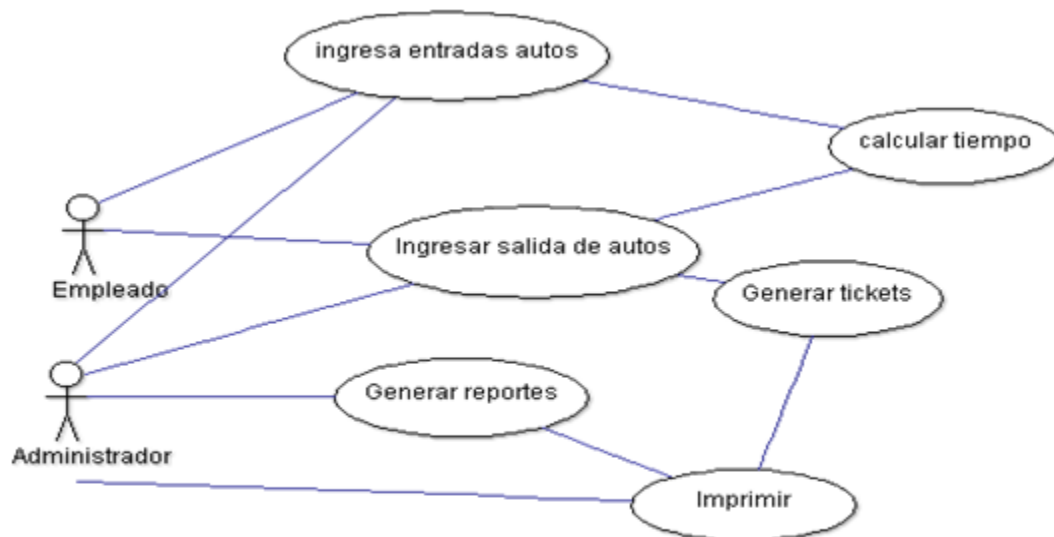 ingresa entradas autos
calcular tiempo
Ingresar salida de autos
Empleado
Generar tickets
Generar reportes
Administrador
Imprimir